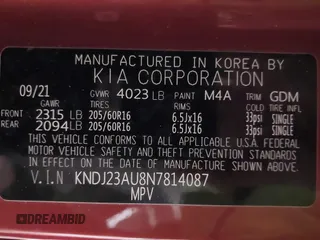 MANUFACTURED IN KOREA BY
KIA CORPORATION
09/21 GVWR 4023 LB PAINT M4A TRIM GDM
GAWR TIRES RIMS
FRONT 2315 LB 205/60R16 6.5Jx16 33psi SINGLE
REAR 2094 LB 205/60R16 6.5Jx16 33psi SINGLE
THIS VEHICLE CONFORMS TO ALL APPLICABLE U.S.A. FEDERAL
MOTOR VEHICLE SAFETY AND THEFT PREVENTION STANDARDS
IN EFFECT ON THE DATE OF MANUFACTURE SHOWN ABOVE.
V.I.N KNDJ23AU8N7814087
MPV
DREAMBID